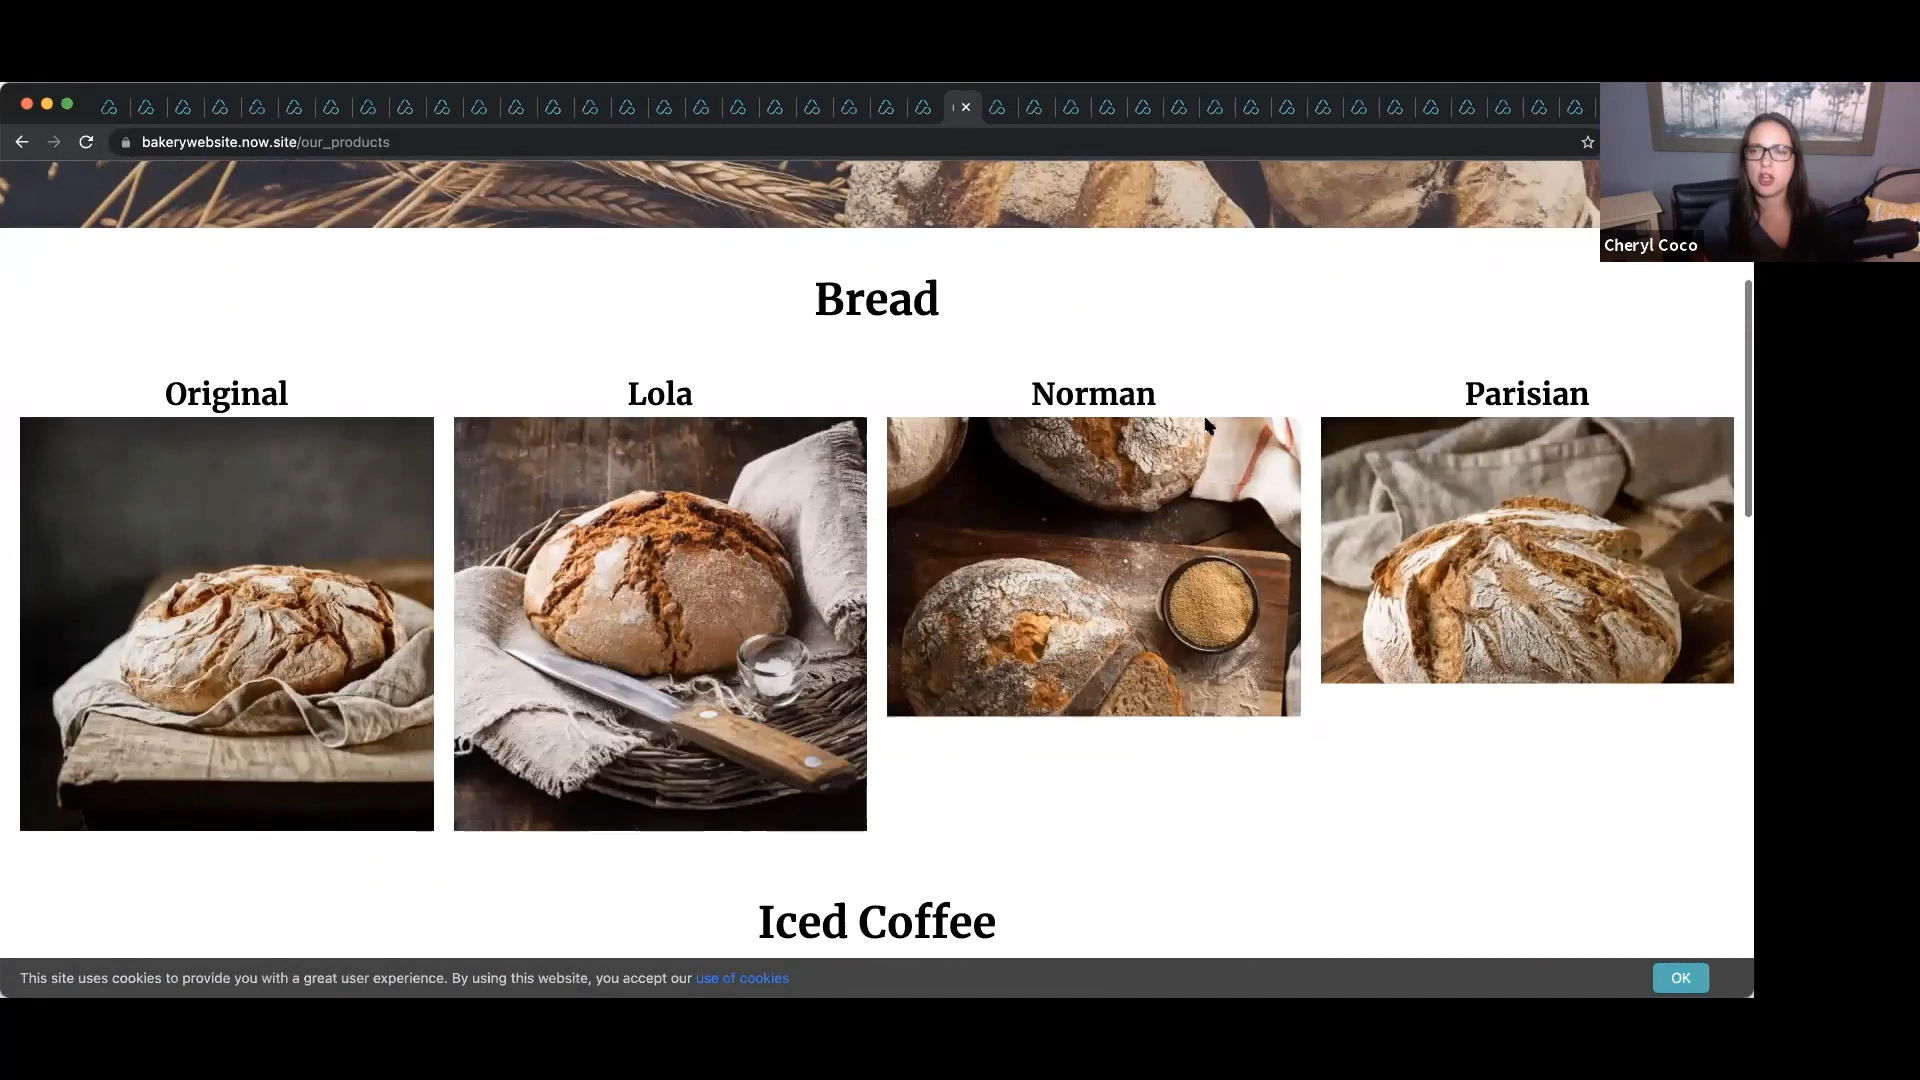 bakerywebsite.now.site/our_products
Cheryl Coco
Bread
Original
Lola
Norman
Parisian
Iced Coffee
This site uses cookies to provide you with a great user experience. By using this website, you accept our use of cookies
OK